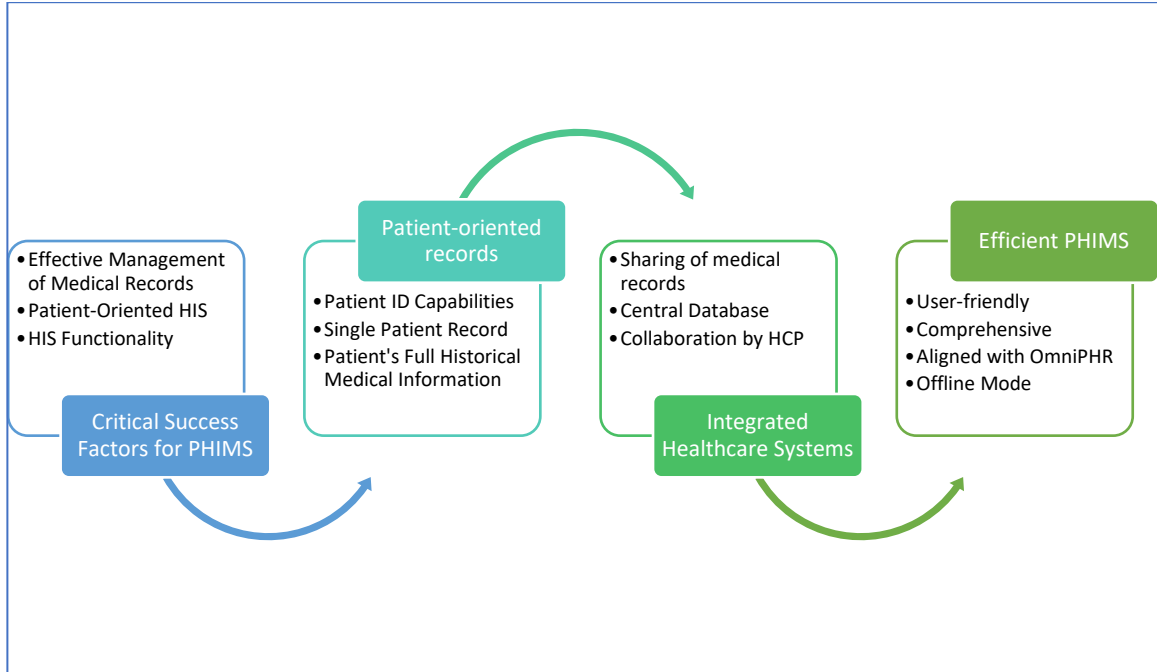 •Effective Management
of Medical Records
•Patient-Oriented HIS
•HIS Functionality
Critical Success
Factors for PHIMS
Patient-oriented
records
•Patient ID Capabilities
•Single Patient Record
•Patient's Full Historical
Medical Information
•Sharing of medical
records
•Central Database
•Collaboration by HCP
Integrated
Healthcare Systems
Efficient PHIMS
•User-friendly
•Comprehensive
•Aligned with OmniPHR
•Offline Mode